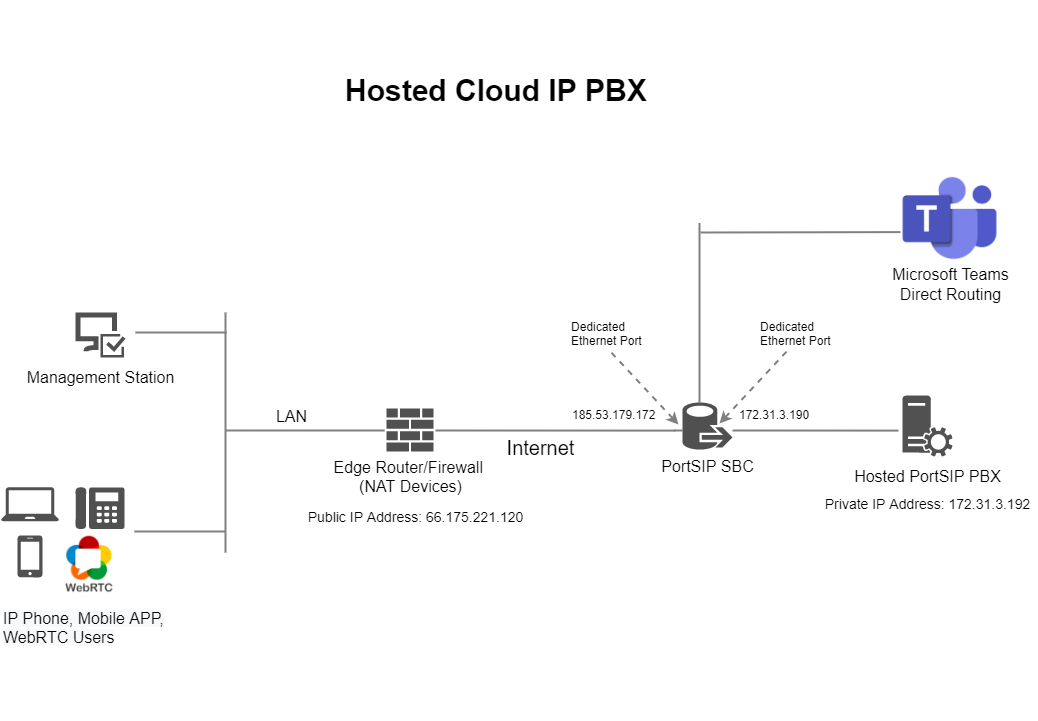 Hosted Cloud IP PBX
T
Microsoft Teams
Direct Routing
Dedicated
Ethernet Port
Dedicated
Ethernet Port
Management Station
LAN
185.53.179.172
172.31.3.190
Internet
Edge Router/Firewall
(NAT Devices)
PortSIP SBC
Hosted PortSIP PBX
Public IP Address: 66.175.221.120
Private IP Address: 172.31.3.192
WebRTC
IP Phone, Mobile APP,
WebRTC Users